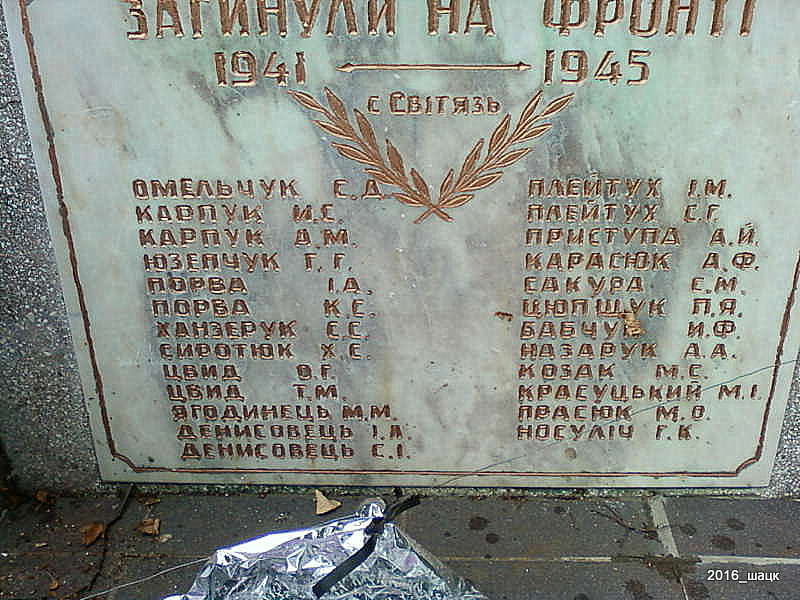 ЗАГИНУЛИ НА ФРОНТІ
1941 1945
с Світязь
ОМЕЛЬЧУК С.Д.
КАРПУК И.С.
КАРПУК Д.М.
ЮЗЕПЧУК Г. Г.
ПОРВА І.А.
ПОРВА К.С.
ХАНЗЕРУК С.С.
СИРОТЮК Х.С.
ЦВИД О.Г.
ЦВИД Т.М.
ЯГОДИНЕЦЬ М.М.
ДЕНИСОВЕЦЬ І.Л.
ДЕНИСОВЕЦЬ С.І.
ПЛЕЙТУХ І.М.
ПЛЕЙТУХ С.Г.
ПРИСТУПА А.Й.
КАРАСЮК А.Ф.
САКУРА Є.М.
ЦЮПЩУК П.Я.
БАБЧУК И.Ф.
НАЗАРУК А.А.
КОЗАК М.С.
КРАСУЦЬКИЙ М.І.
ПРАСЮК М.О.
НОСУЛІЧ Г.К.
2016_шацк